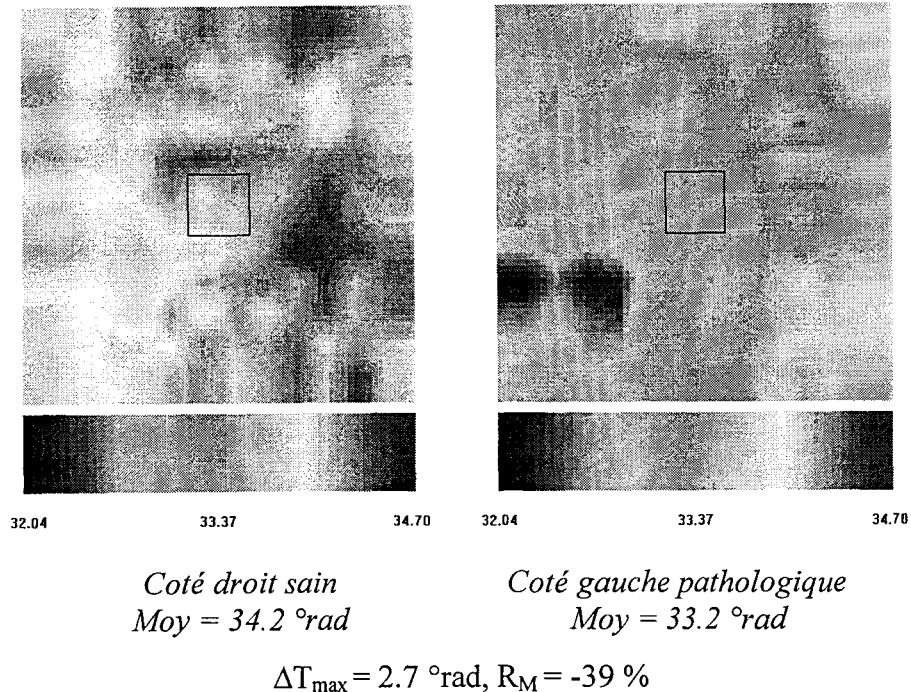 32.04 33.37 34.70 32.04 33.37 34.70
Coté droit sain Coté gauche pathologique
Moy = 34.2 °rad Moy = 33.2 °rad
ΔTmax = 2.7 °rad, RM = -39 %